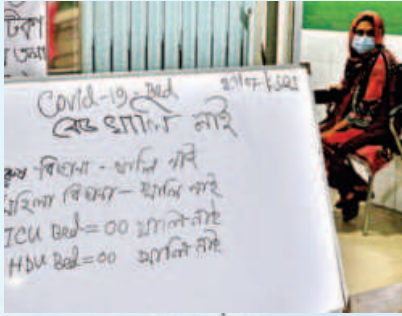 টিকা
Covid-19-Bed
বেড খালি নাই
বিছানা - খালি নাই
মহিলা বিছানা - খালি নাই
ICU Bed=00 খালি নাই
HDU Bed=00 খালি নাই